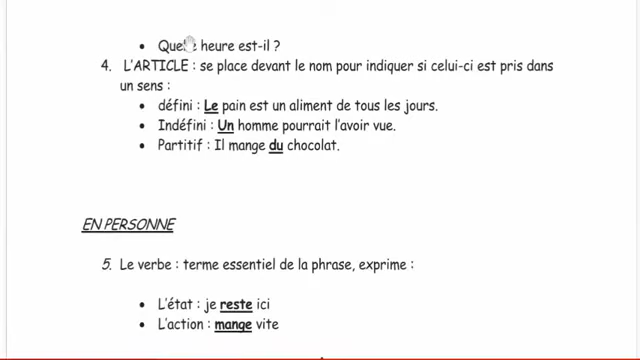 • Quelle heure est-il ?
4. L'ARTICLE : se place devant le nom pour indiquer si celui-ci est pris dans
un sens :
• défini : Le pain est un aliment de tous les jours.
• Indéfini : Un homme pourrait l'avoir vue.
• Partitif : Il mange du chocolat.
EN PERSONNE
5. Le verbe : terme essentiel de la phrase, exprime :
• L'état : je reste ici
• L'action : mange vite